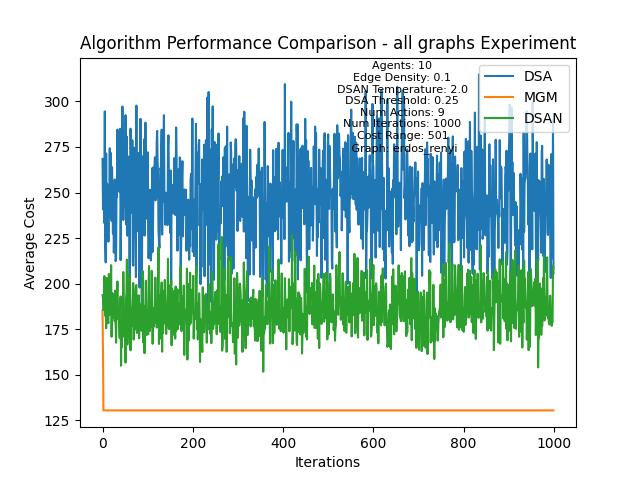 Algorithm Performance Comparison - all graphs Experiment
Agents: 10
Edge Density: 0.1
DSAN Temperature: 2.0
DSA Threshold: 0.25
Num Actions: 9
Num Iterations: 1000
Cost Range: 501
Graph: erdos_renyi
DSA
MGM
DSAN
Average Cost
300
275
250
225
200
175
150
125
0 200 400 600 800 1000
Iterations